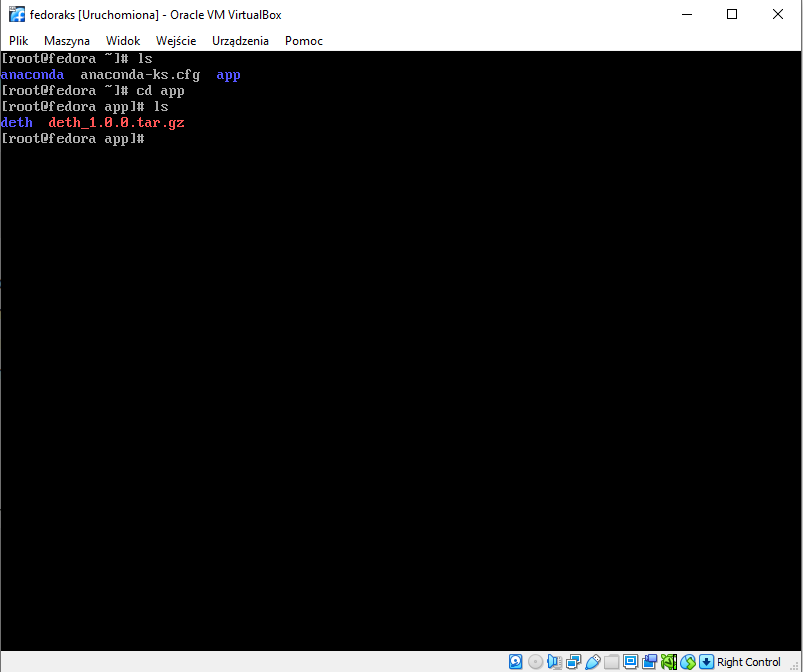 fedoraks [Uruchomiona] - Oracle VM VirtualBox
Plik Maszyna Widok Wejście Urządzenia Pomoc
[root@fedora ~]# ls
anaconda anaconda-ks.cfg app
[root@fedora ~]# cd app
[root@fedora app]# ls
deth deth_1.0.0.tar.gz
[root@fedora app]#
Right Control